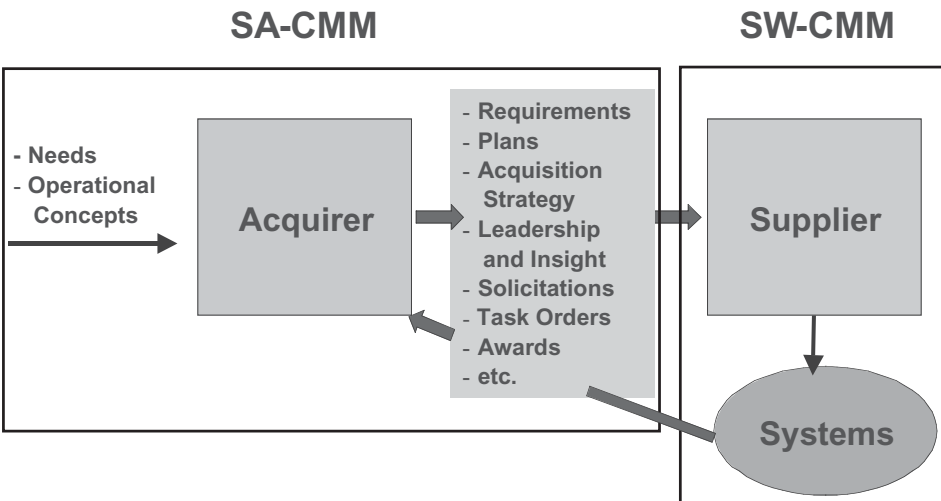 SA-CMM
SW-CMM
- Needs
- Operational
Concepts
Acquirer
- Requirements
- Plans
- Acquisition
Strategy
- Leadership
and Insight
- Solicitations
- Task Orders
- Awards
- etc.
Supplier
Systems